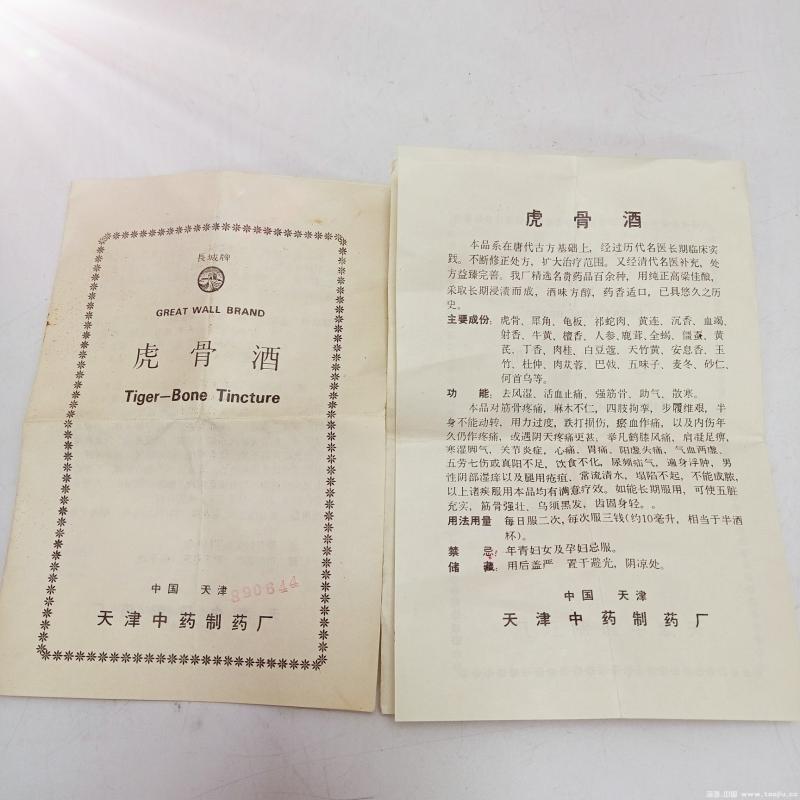 長城牌
GREAT WALL BRAND
虎骨酒
Tiger-Bone Tincture
中国 天津
890644
天津中药制药厂
虎骨酒
本品系在唐代古方基础上，经过历代名医长期临床实
践。不断修正处方，扩大治疗范围。又经清代名医补充，处
方益臻完善。我厂精选名贵药品百余种，用纯正高梁佳酿，
采取长期浸渍而成，酒味方醇，药香适口，已具悠久之历
史。
主要成份：虎骨、犀角、龟板、祁蛇肉、黄连、沉香、血竭、
射香、牛黄、檀香、人参、鹿茸、全蝎、僵蚕、黄
芪、丁香、肉桂、白豆蔻、天竹黄、安息香、玉
竹、杜仲、肉苁蓉、巴戟、五味子、麦冬、砂仁、
何首乌等。
功 能：去风湿、活血止痛、强筋骨、助气、散寒。
本品对筋骨疼痛，麻木不仁，四肢拘挛，步履维艰，半
身不能动转，用力过度，跌打损伤，瘀血作痛，以及内伤年
久仍作疼痛，或遇阴天疼痛更甚，举凡鹤膝风痛，肩凝足痹，
寒湿脚气，关节炎症，心痛、胃痛、阳虚头痛，气血两虚、
五劳七伤或真阳不足，饮食不化，尿频疝气，遍身浮肿，男
性阴部湿痒以及腿用疮疽、常流清水，塌陷不起，不能成脓，
以上诸疾服用本品均有满意疗效。如能长期服用，可使五脏
充实，筋骨强壮、乌须黑发，齿固身轻。。
用法用量 每日服二次，每次服三钱(约10毫升，相当于半酒
杯)。
禁 忌：年青妇女及孕妇忌服。
储 藏：用后盖严 置于避光，阴凉处。
中国 天津
天津中药制药厂